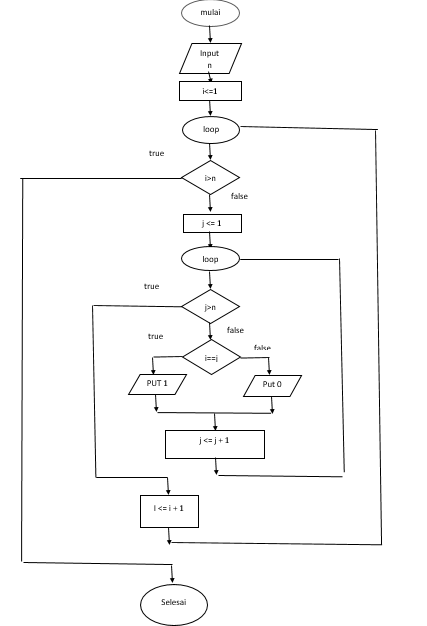 mulai
Input
n
i<=1
loop
true
i>n
false
j <= 1
loop
true
j>n
false
true
false
i==j
PUT 1
Put 0
j <= j + 1
I <= i + 1
Selesai